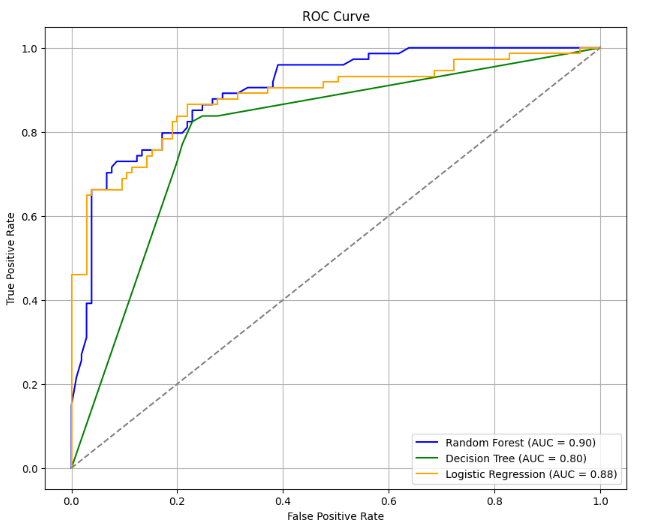 ROC Curve
True Positive Rate
1.0
0.8
0.6
0.4
0.2
0.0
Random Forest (AUC = 0.90)
Decision Tree (AUC = 0.80)
Logistic Regression (AUC = 0.88)
0.0 0.2 0.4 0.6 0.8 1.0
False Positive Rate